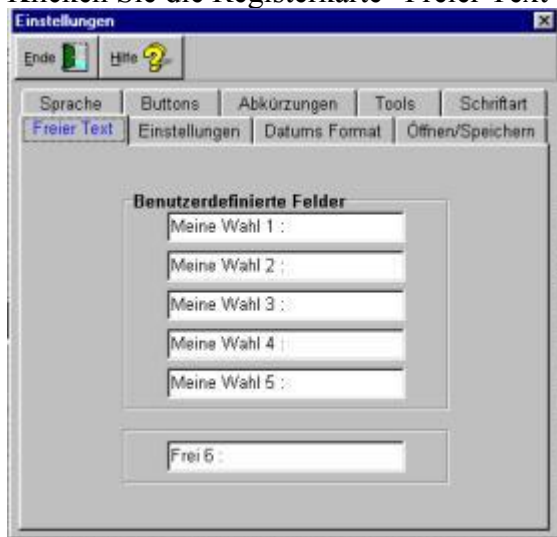 Klicken Sie die Registerkarte "Freier Text"
Einstellungen
Ende Hilfe
Sprache Buttons Abkürzungen Tools Schriftart
Freier Text Einstellungen Datums Format Öffnen/Speichern
Benutzerdefinierte Felder
Meine Wahl 1 :
Meine Wahl 2 :
Meine Wahl 3 :
Meine Wahl 4 :
Meine Wahl 5 :
Frei 6 :